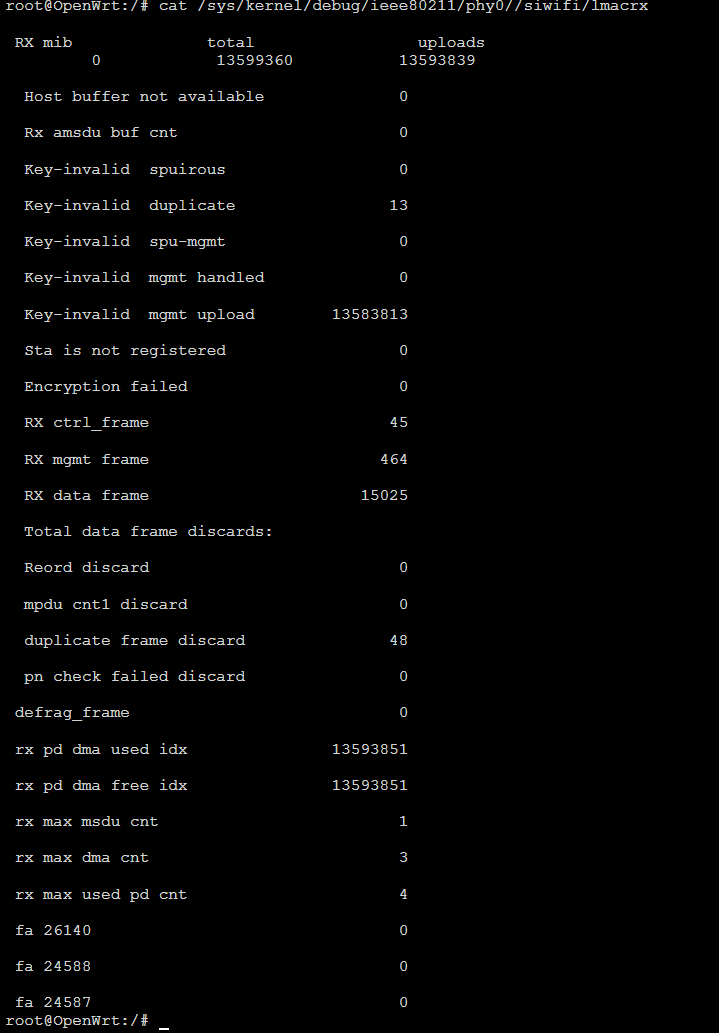 root@OpenWrt:/# cat /sys/kernel/debug/ieee80211/phy0//siwifi/lmacrx
RX mib total uploads
0 13599360 13593839
Host buffer not available 0
Rx amsdu buf cnt 0
Key-invalid spuirous 0
Key-invalid duplicate 13
Key-invalid spu-mgmt 0
Key-invalid mgmt handled 0
Key-invalid mgmt upload 13583813
Sta is not registered 0
Encryption failed 0
RX ctrl_frame 45
RX mgmt frame 464
RX data frame 15025
Total data frame discards:
Reord discard 0
mpdu cnt1 discard 0
duplicate frame discard 48
pn check failed discard 0
defrag_frame 0
rx pd dma used idx 13593851
rx pd dma free idx 13593851
rx max msdu cnt 1
rx max dma cnt 3
rx max used pd cnt 4
fa 26140 0
fa 24588 0
fa 24587 0
root@OpenWrt:/# _